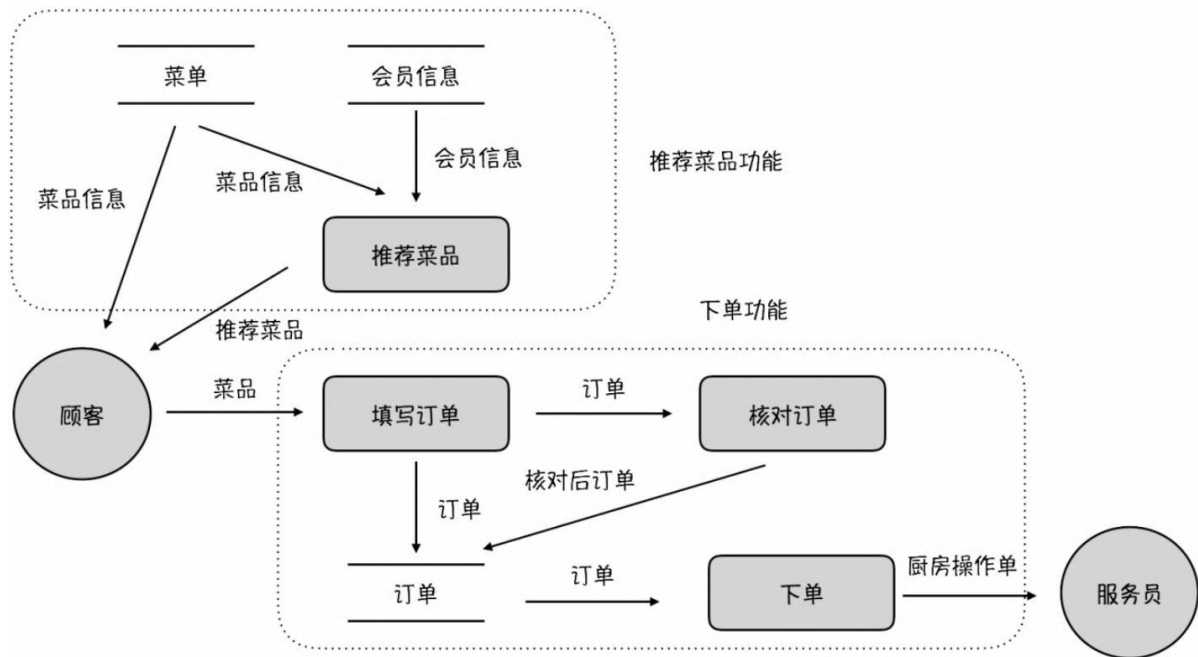 菜单
会员信息
会员信息
推荐菜品功能
菜品信息
菜品信息
推荐菜品
下单功能
推荐菜品
菜品
订单
顾客
填写订单
核对订单
核对后订单
订单
厨房操作单
订单
订单
下单
服务员